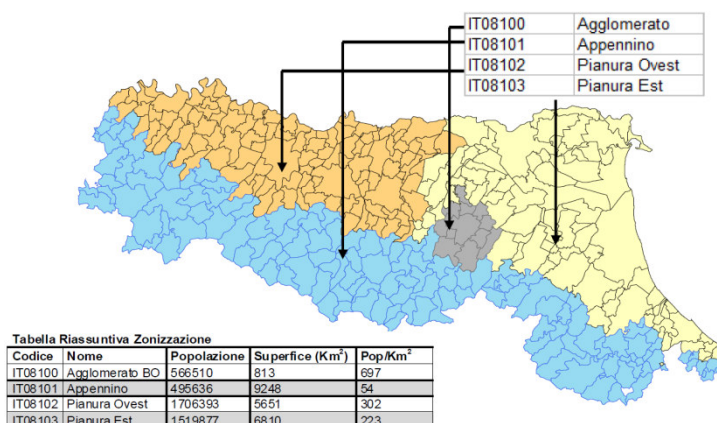 IT08100 Agglomerato
IT08101 Appennino
IT08102 Pianura Ovest
IT08103 Pianura Est
Tabella Riassuntiva Zonizzazione
Codice Nome Popolazione Superfice (Km²) Pop/Km²
IT08100 Agglomerato BO 566510 813 697
IT08101 Appennino 495636 9248 54
IT08102 Pianura Ovest 1706393 5651 302
IT08103 Pianura Est 1519877 6810 223